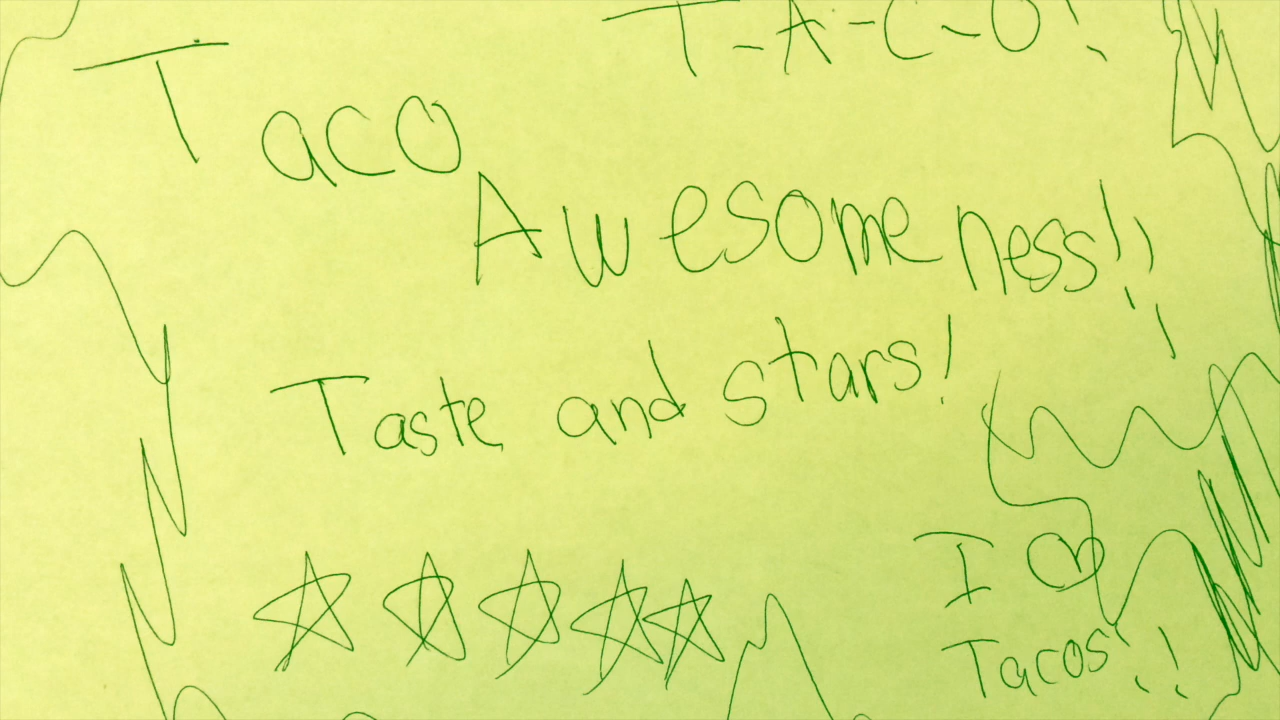 T-A-C-O!
Taco
Awesomeness!!!
Taste and stars!
I ♡
Tacos!!!